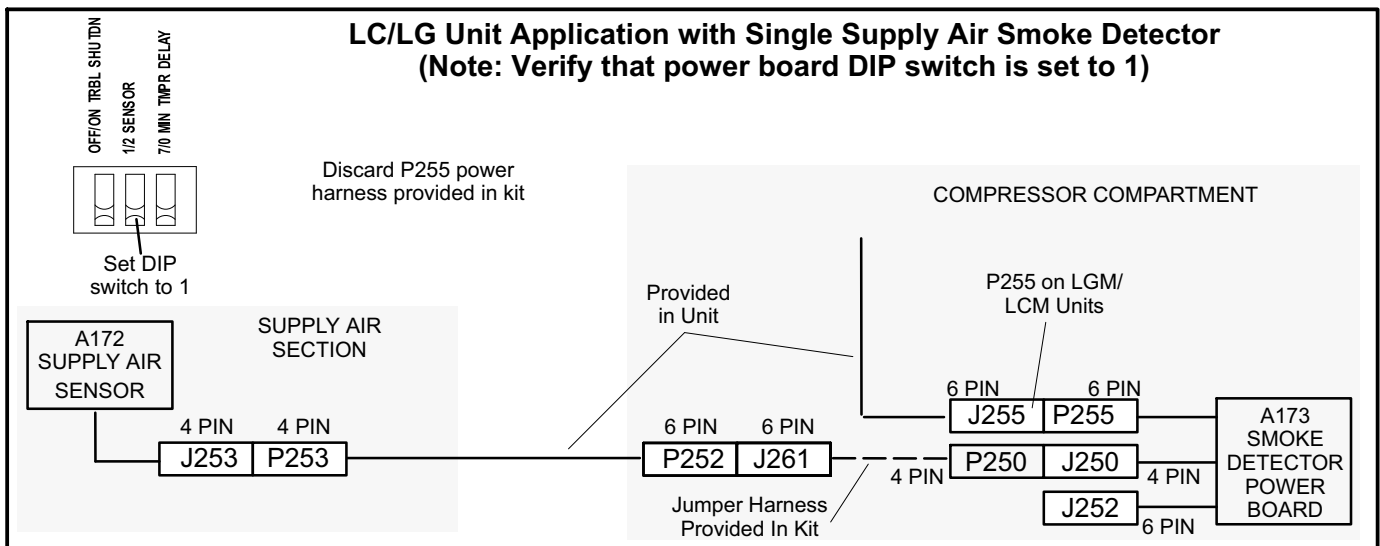 LC/LG Unit Application with Single Supply Air Smoke Detector
(Note: Verify that power board DIP switch is set to 1)
OFF/ON TRBL SHUTDN
1/2 SENSOR
7/0 MIN TMPR DELAY
Set DIP
switch to 1
Discard P255 power
harness provided in kit
COMPRESSOR COMPARTMENT
SUPPLY AIR
SECTION
A172
SUPPLY AIR
SENSOR
4 PIN
4 PIN
J253
P253
Provided
in Unit
6 PIN
6 PIN
P252
J261
Jumper Harness
Provided In Kit
P255 on LGM/
LCM Units
6 PIN
6 PIN
J255
P255
4 PIN
P250
J250
4 PIN
J252
6 PIN
A173
SMOKE
DETECTOR
POWER
BOARD